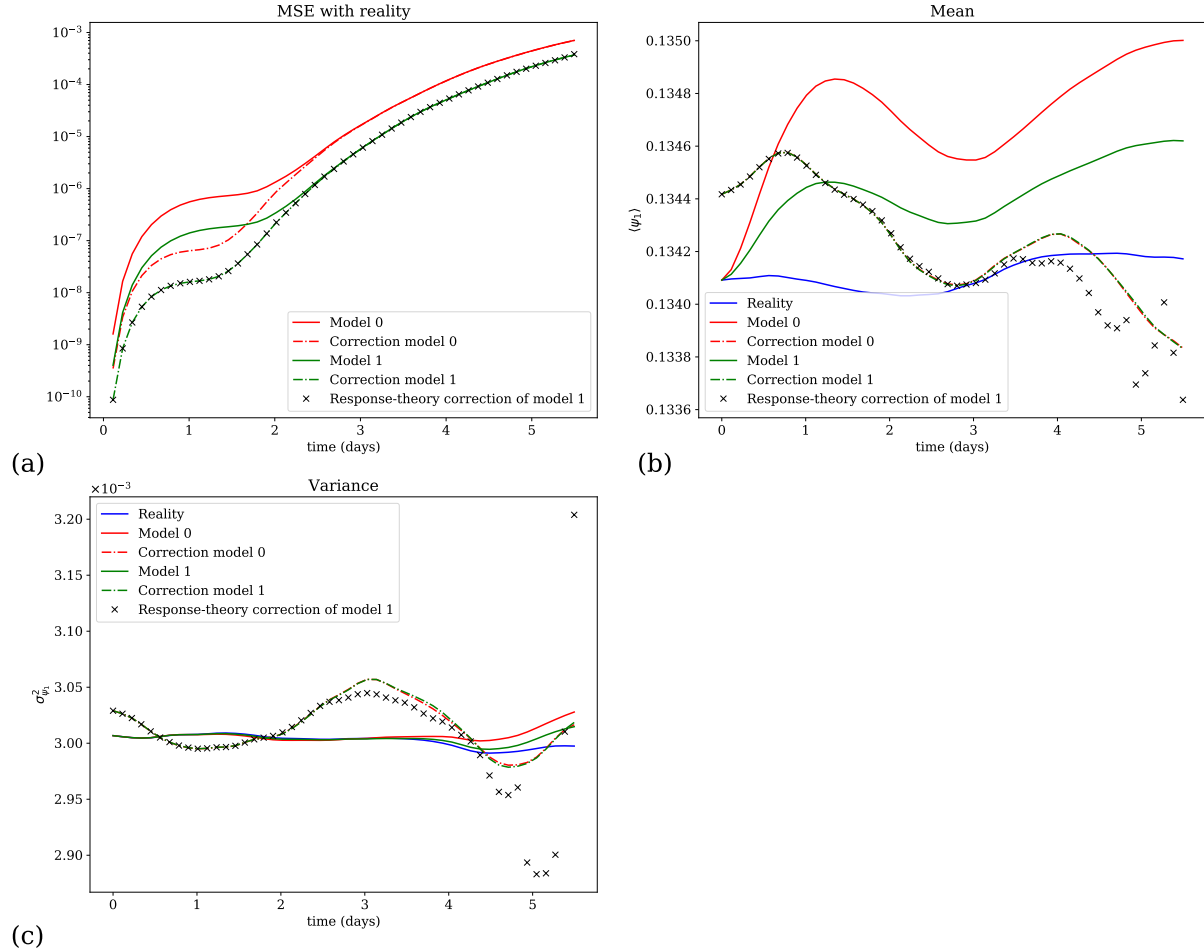 MSE with reality
10⁻³
10⁻⁴
10⁻⁵
10⁻⁶
10⁻⁷
10⁻⁸
10⁻⁹
10⁻¹⁰
0 1 2 3 4 5
time (days)
Model 0
Correction model 0
Model 1
Correction model 1
Response-theory correction of model 1
(a)
Mean
0.1350
0.1348
0.1346
0.1344
0.1342
0.1340
0.1338
0.1336
⟨ψ₁⟩
0 1 2 3 4 5
time (days)
Reality
Model 0
Correction model 0
Model 1
Correction model 1
Response-theory correction of model 1
(b)
Variance
×10⁻³
3.20
3.15
3.10
3.05
3.00
2.95
2.90
σ²ψ₁
0 1 2 3 4 5
time (days)
Reality
Model 0
Correction model 0
Model 1
Correction model 1
Response-theory correction of model 1
(c)